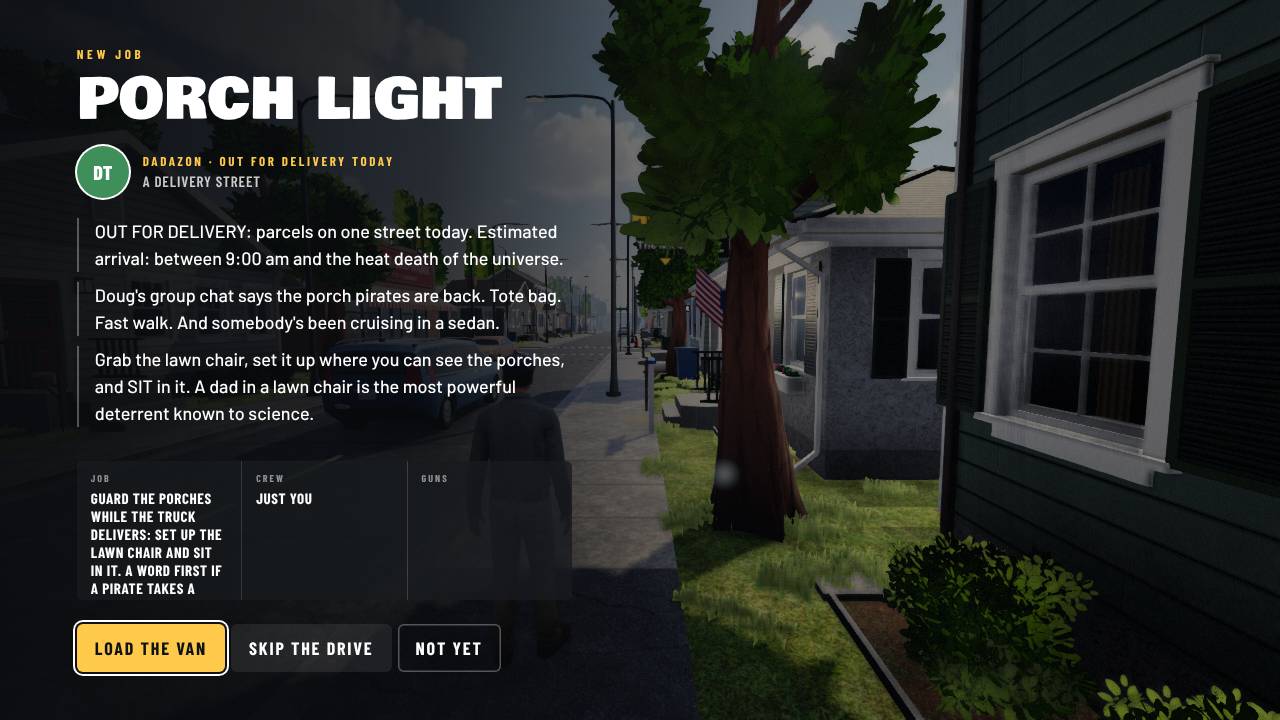 NEW JOB
PORCH LIGHT
DT
DADAZON · OUT FOR DELIVERY TODAY
A DELIVERY STREET
OUT FOR DELIVERY: parcels on one street today. Estimated
arrival: between 9:00 am and the heat death of the universe.
Doug's group chat says the porch pirates are back. Tote bag.
Fast walk. And somebody's been cruising in a sedan.
Grab the lawn chair, set it up where you can see the porches,
and SIT in it. A dad in a lawn chair is the most powerful
deterrent known to science.
JOB
GUARD THE PORCHES
WHILE THE TRUCK
DELIVERS: SET UP THE
LAWN CHAIR AND SIT
IN IT. A WORD FIRST IF
A PIRATE TAKES A
CREW
JUST YOU
GUNS
LOAD THE VAN
SKIP THE DRIVE
NOT YET